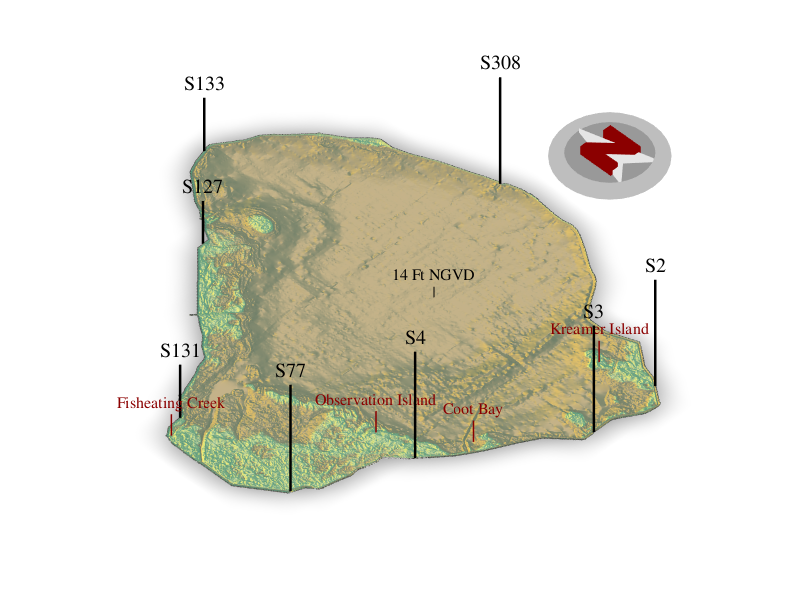 S308
S133
S127
S2
14 Ft NGVD
S3
Kreamer Island
S4
S131
S77
Observation Island
Fisheating Creek
Coot Bay
N